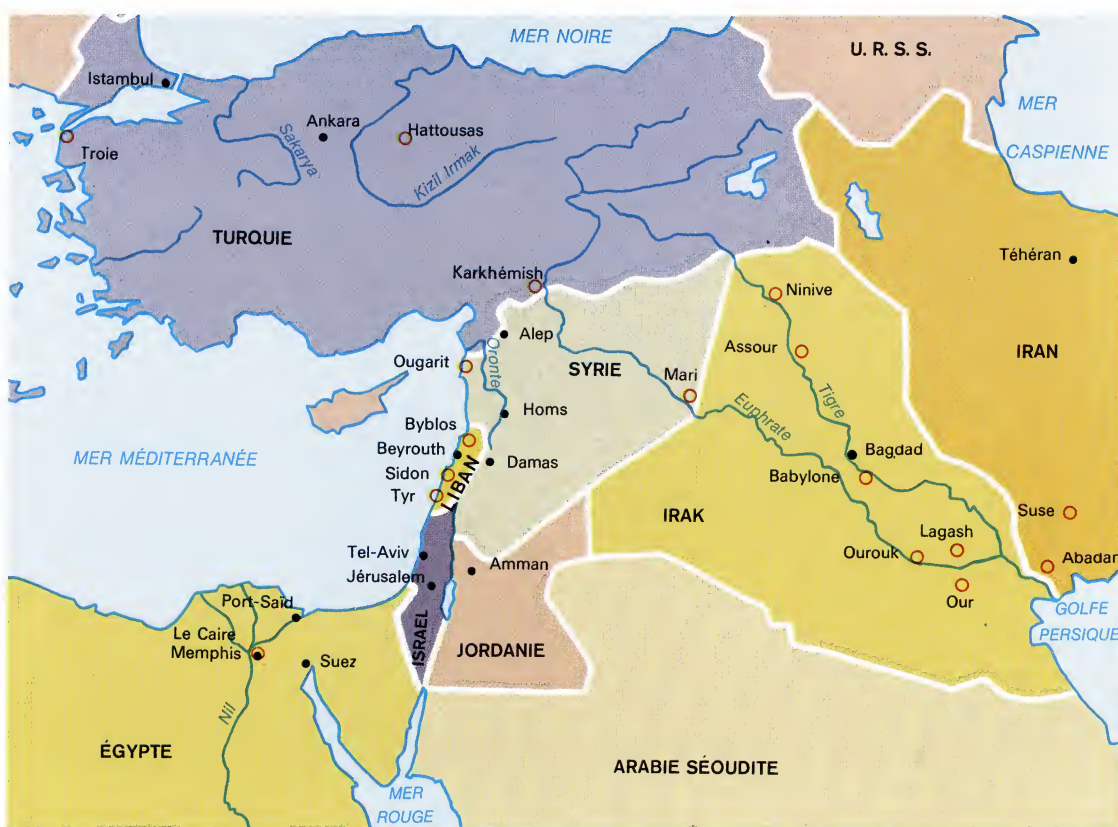 MER NOIRE
U. R. S. S.
Istambul
MER
CASPIENNE
Ankara
Hattousas
Troie
Sakarya
Kizil Irmak
TURQUIE
Téhéran
Karkhémish
Ninive
Alep
Assour
IRAN
Ougarit
Oronte
SYRIE
Mari
Tigre
Euphrate
Homs
Byblos
Beyrouth
Bagdad
MER MÉDITERRANÉE
Damas
Sidon
LIBAN
Babylone
Tyr
IRAK
Suse
Lagash
Tel-Aviv
Ourouk
Amman
Abadan
Jérusalem
Our
Port-Saïd
GOLFE
PERSIQUE
Le Caire
Memphis
ISRAEL
JORDANIE
Suez
Nil
ÉGYPTE
ARABIE SÉOUDITE
MER
ROUGE